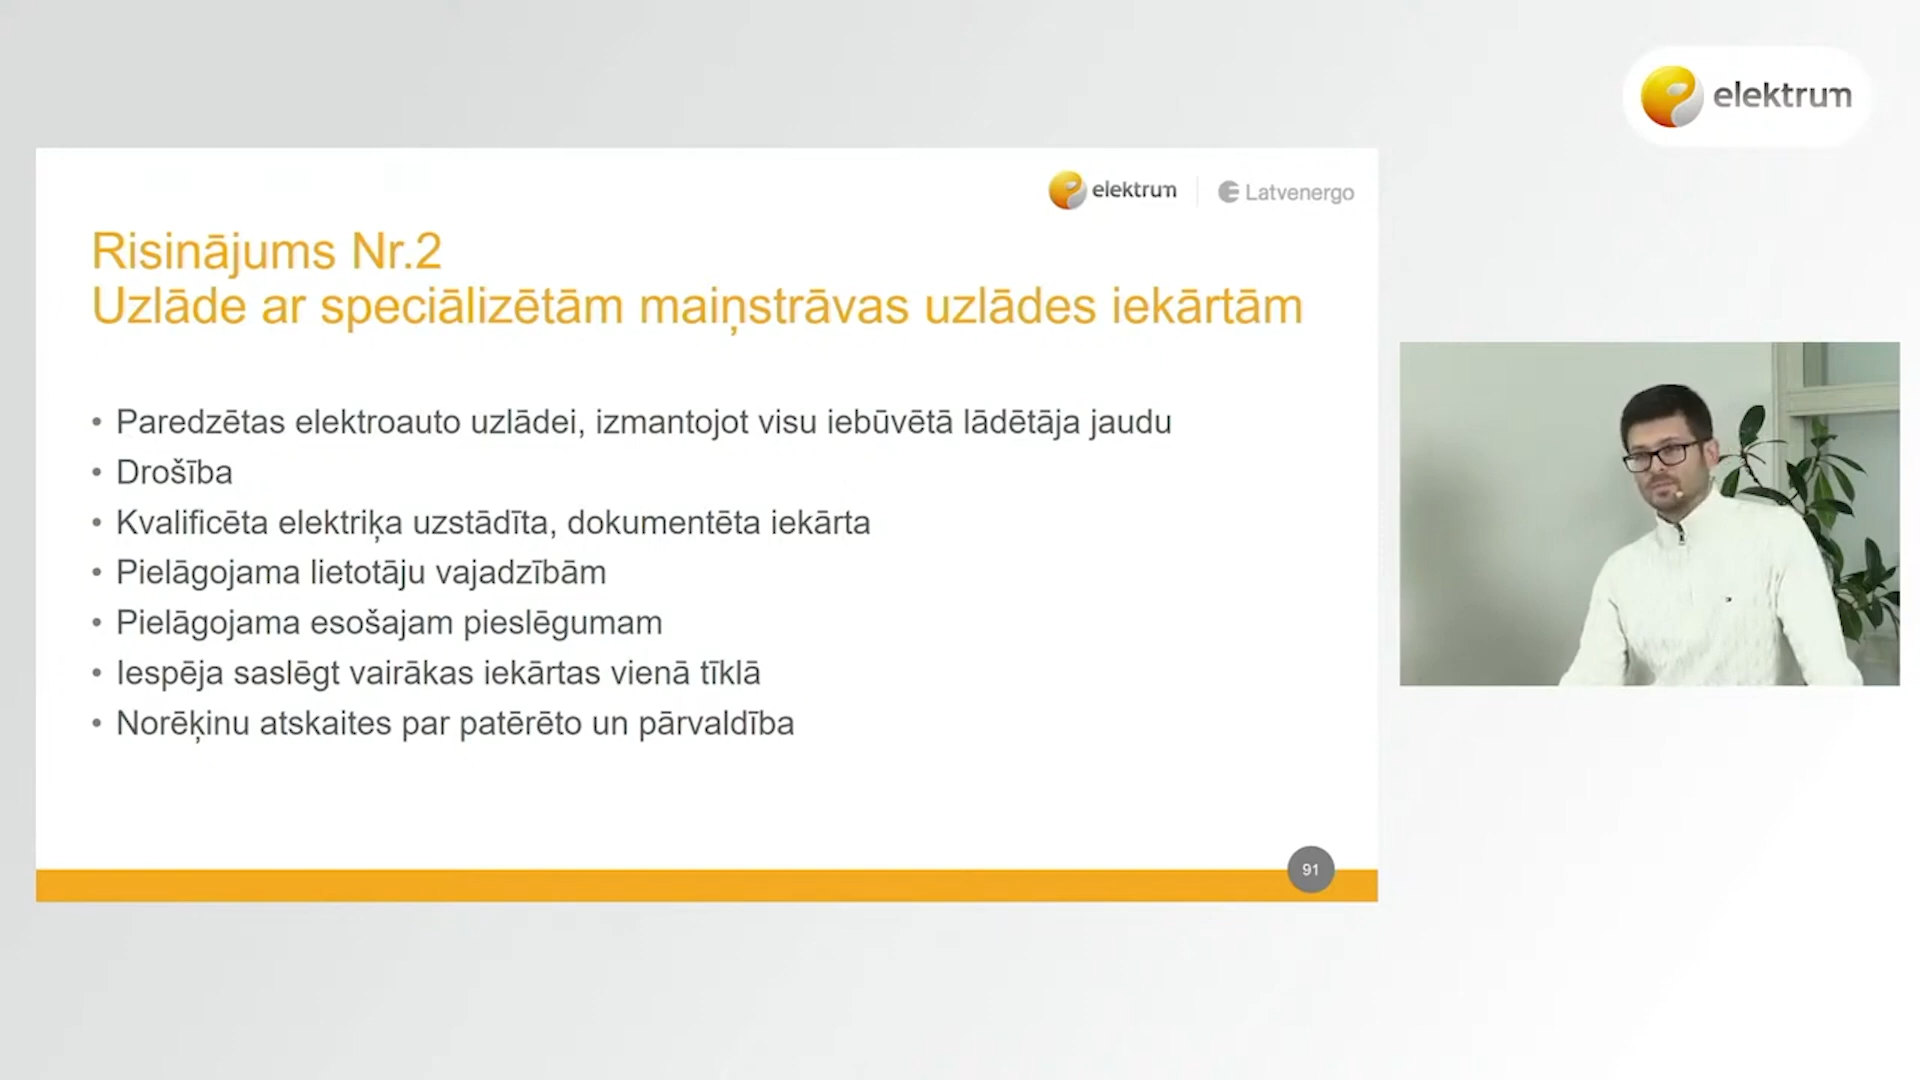 elektrum
elektrum | Latvenergo
Risinājums Nr.2
Uzlāde ar speciālizētām maiņstrāvas uzlādes iekārtām
• Paredzētas elektroauto uzlādei, izmantojot visu iebūvētā lādētāja jaudu
• Drošība
• Kvalificēta elektriķa uzstādīta, dokumentēta iekārta
• Pielāgojama lietotāju vajadzībām
• Pielāgojama esošajam pieslēgumam
• Iespēja saslēgt vairākas iekārtas vienā tīklā
• Norēķinu atskaites par patērēto un pārvaldība
91